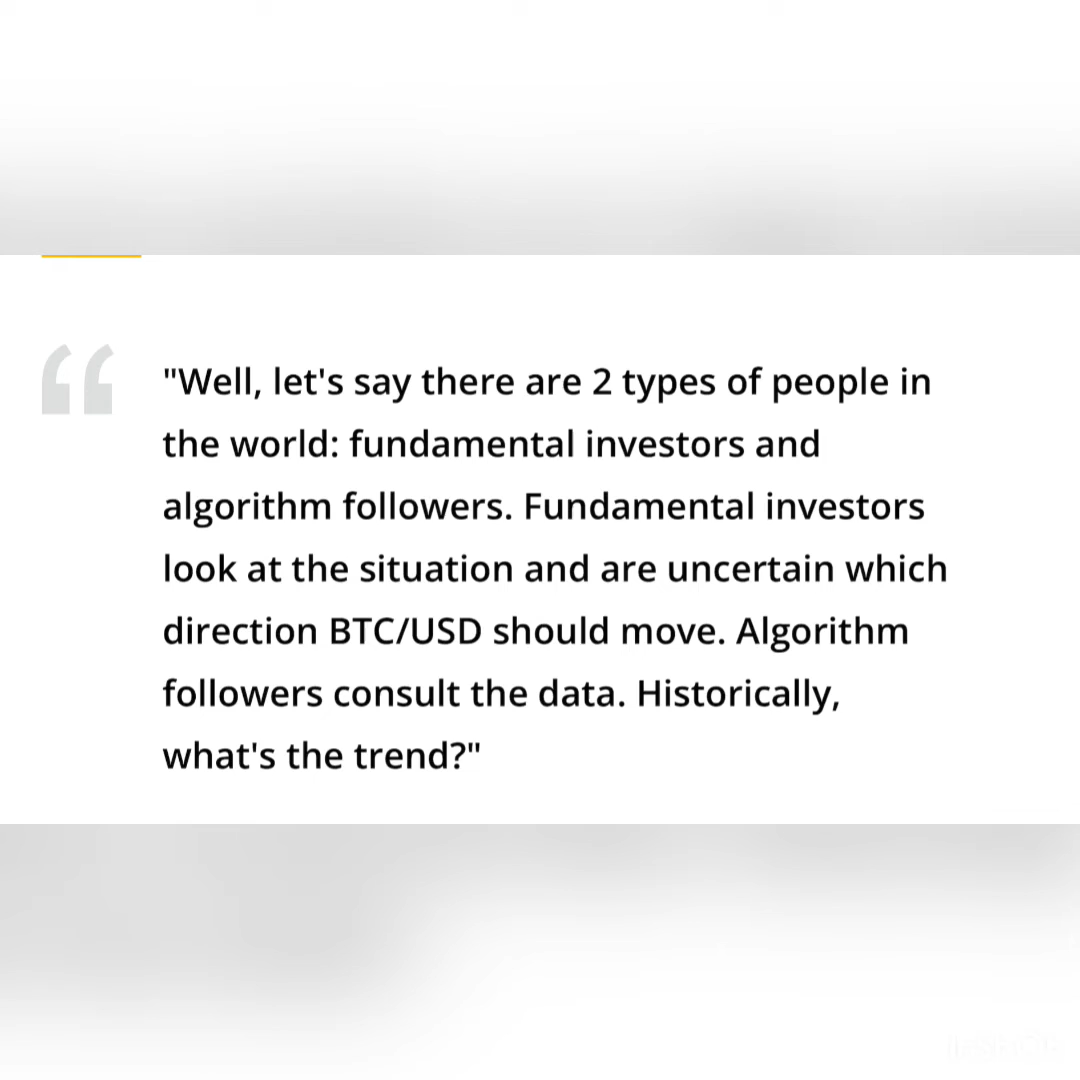 "Well, let's say there are 2 types of people in
the world: fundamental investors and
algorithm followers. Fundamental investors
look at the situation and are uncertain which
direction BTC/USD should move. Algorithm
followers consult the data. Historically,
what's the trend?"